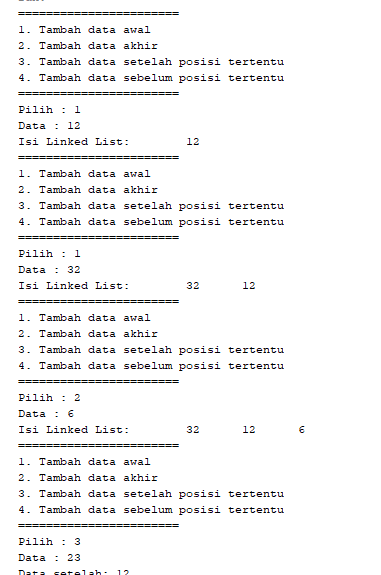 =======================
1. Tambah data awal
2. Tambah data akhir
3. Tambah data setelah posisi tertentu
4. Tambah data sebelum posisi tertentu
=======================
Pilih : 1
Data : 12
Isi Linked List: 12
=======================
1. Tambah data awal
2. Tambah data akhir
3. Tambah data setelah posisi tertentu
4. Tambah data sebelum posisi tertentu
=======================
Pilih : 1
Data : 32
Isi Linked List: 32 12
=======================
1. Tambah data awal
2. Tambah data akhir
3. Tambah data setelah posisi tertentu
4. Tambah data sebelum posisi tertentu
=======================
Pilih : 2
Data : 6
Isi Linked List: 32 12 6
=======================
1. Tambah data awal
2. Tambah data akhir
3. Tambah data setelah posisi tertentu
4. Tambah data sebelum posisi tertentu
=======================
Pilih : 3
Data : 23
Data setelah: 12